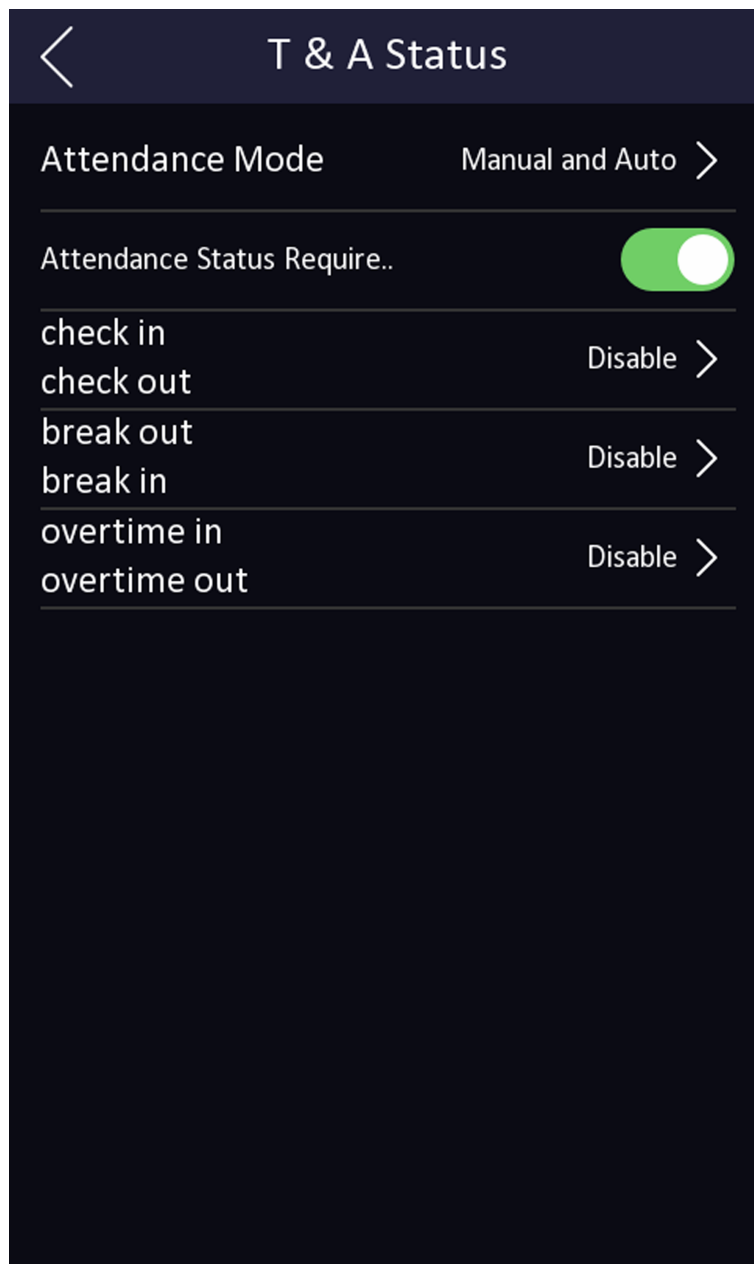 T & A Status
Attendance Mode Manual and Auto
Attendance Status Require..
check in
check out
Disable
break out
break in
Disable
overtime in
overtime out
Disable